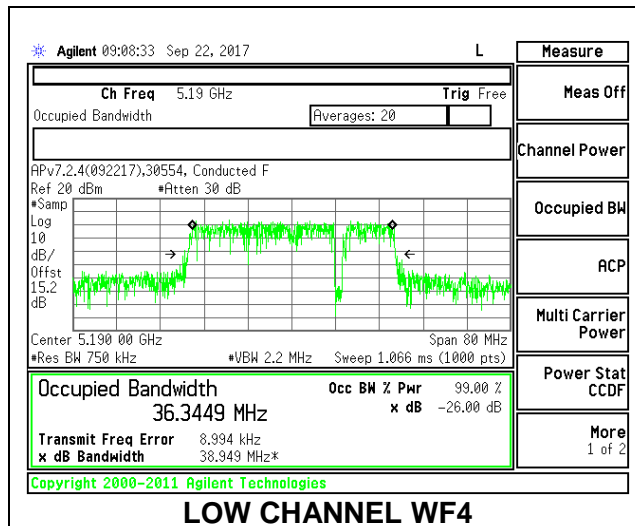 Agilent 09:08:33 Sep 22, 2017 L
Measure
Ch Freq 5.19 GHz Trig Free
Occupied Bandwidth Averages: 20
APv7.2.4(092217),30554, Conducted F
Ref 20 dBm #Atten 30 dB
#Samp
Log
10
dB/
Offst
15.2
dB
Center 5.190 00 GHz Span 80 MHz
#Res BW 750 kHz #VBW 2.2 MHz Sweep 1.066 ms (1000 pts)
Occupied Bandwidth Occ BW % Pwr 99.00 %
36.3449 MHz x dB -26.00 dB
Transmit Freq Error 8.994 kHz
x dB Bandwidth 38.949 MHz*
Copyright 2000-2011 Agilent Technologies
Meas Off
Channel Power
Occupied BW
ACP
Multi Carrier
Power
Power Stat
CCDF
More
1 of 2
LOW CHANNEL WF4